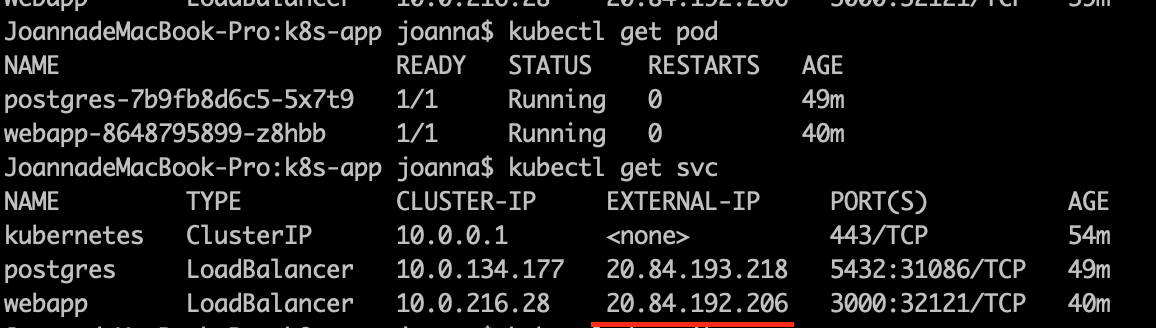 webapp LoadBalancer 10.0.216.28 20.84.192.206 3000:32121/TCP 39m
JoannadeMacBook-Pro:k8s-app joanna$ kubectl get pod
NAME READY STATUS RESTARTS AGE
postgres-7b9fb8d6c5-5x7t9 1/1 Running 0 49m
webapp-8648795899-z8hbb 1/1 Running 0 40m
JoannadeMacBook-Pro:k8s-app joanna$ kubectl get svc
NAME TYPE CLUSTER-IP EXTERNAL-IP PORT(S) AGE
kubernetes ClusterIP 10.0.0.1 <none> 443/TCP 54m
postgres LoadBalancer 10.0.134.177 20.84.193.218 5432:31086/TCP 49m
webapp LoadBalancer 10.0.216.28 20.84.192.206 3000:32121/TCP 40m